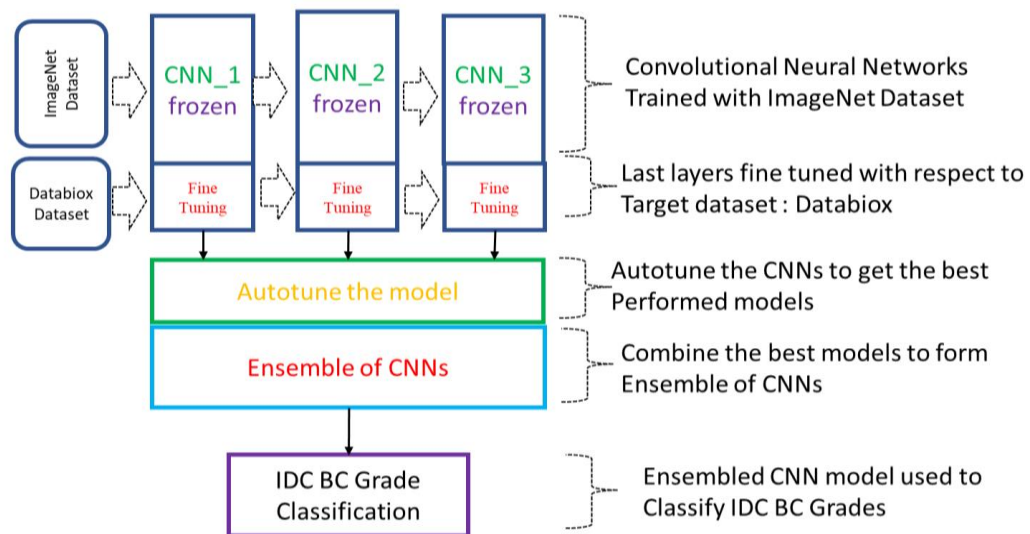 ImageNet
Dataset
CNN_1
frozen
CNN_2
frozen
CNN_3
frozen
Convolutional Neural Networks
Trained with ImageNet Dataset
Databiox
Dataset
Fine
Tuning
Fine
Tuning
Fine
Tuning
Last layers fine tuned with respect to
Target dataset : Databiox
Autotune the model
Autotune the CNNs to get the best
Performed models
Ensemble of CNNs
Combine the best models to form
Ensemble of CNNs
IDC BC Grade
Classification
Ensembled CNN model used to
Classify IDC BC Grades